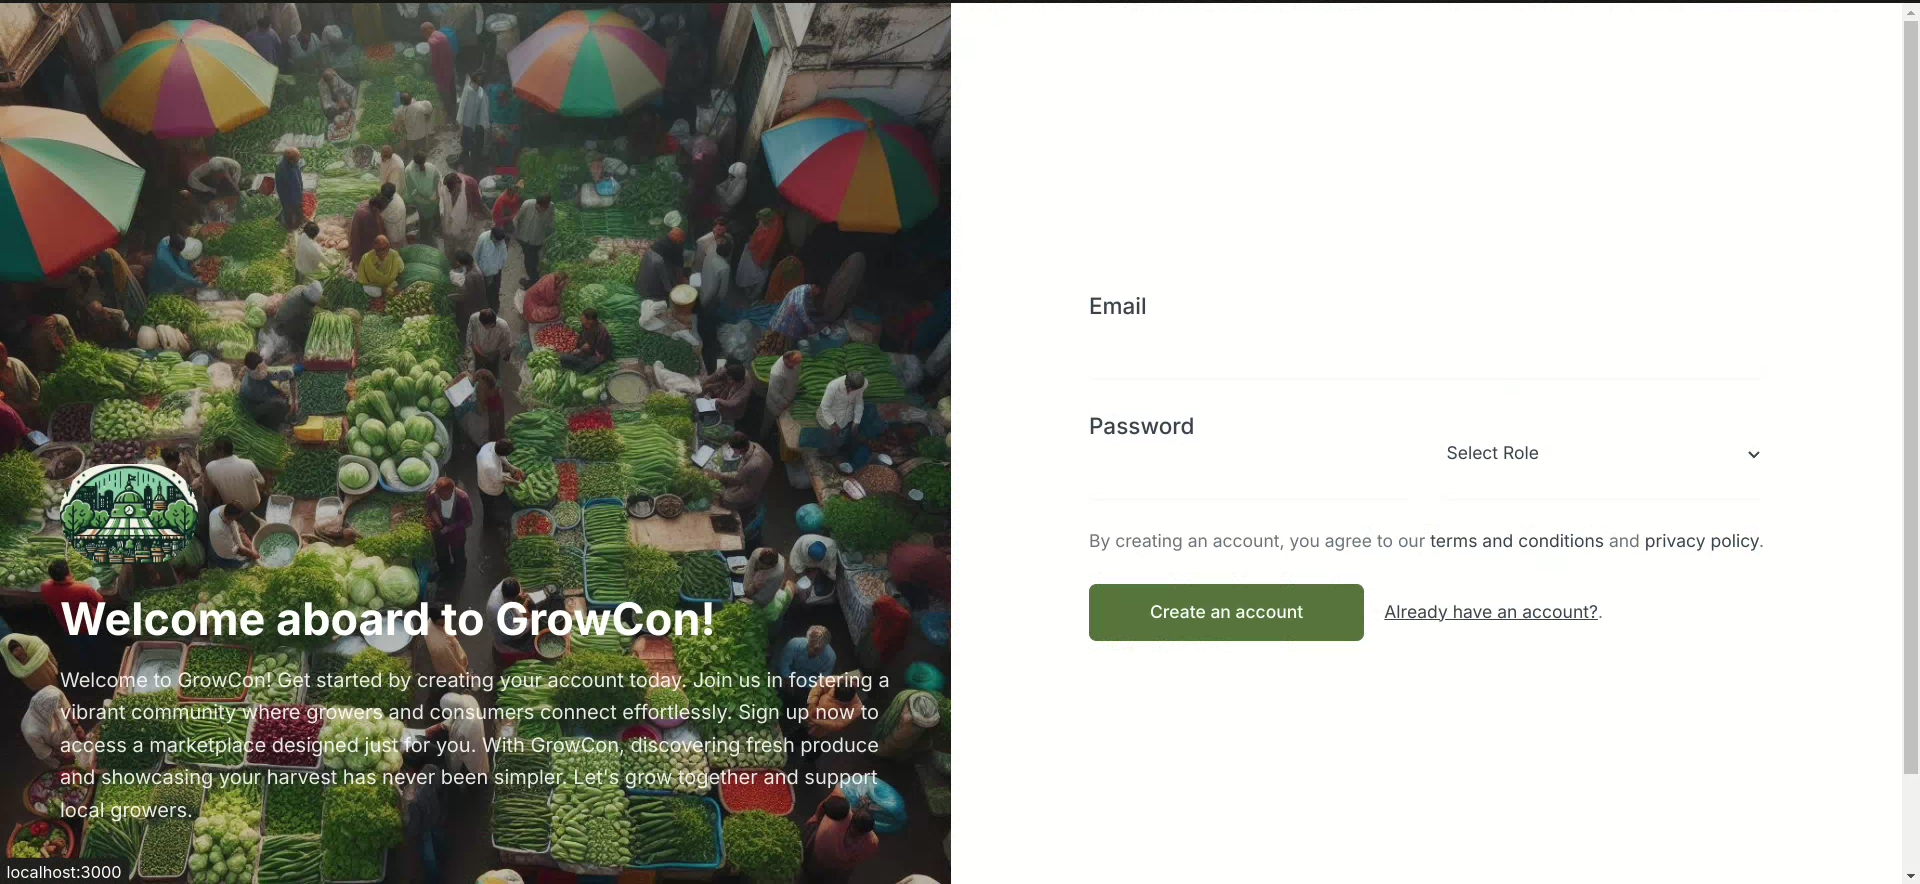 Welcome aboard to GrowCon!
Welcome to GrowCon! Get started by creating your account today. Join us in fostering a
vibrant community where growers and consumers connect effortlessly. Sign up now to
access a marketplace designed just for you. With GrowCon, discovering fresh produce
and showcasing your harvest has never been simpler. Let's grow together and support
local growers.
localhost:3000
Email
Password
Select Role
By creating an account, you agree to our terms and conditions and privacy policy.
Create an account
Already have an account?.